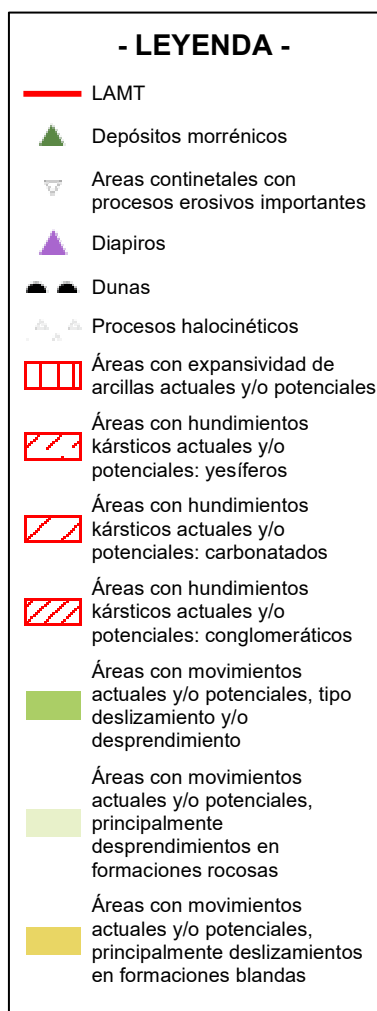 - LEYENDA -
LAMT
Depósitos morrénicos
Areas continetales con
procesos erosivos importantes
Diapiros
Dunas
Procesos halocinéticos
Áreas con expansividad de
arcillas actuales y/o potenciales
Áreas con hundimientos
kársticos actuales y/o
potenciales: yesíferos
Áreas con hundimientos
kársticos actuales y/o
potenciales: carbonatados
Áreas con hundimientos
kársticos actuales y/o
potenciales: conglomeráticos
Áreas con movimientos
actuales y/o potenciales, tipo
deslizamiento y/o
desprendimiento
Áreas con movimientos
actuales y/o potenciales,
principalmente
desprendimientos en
formaciones rocosas
Áreas con movimientos
actuales y/o potenciales,
principalmente deslizamientos
en formaciones blandas